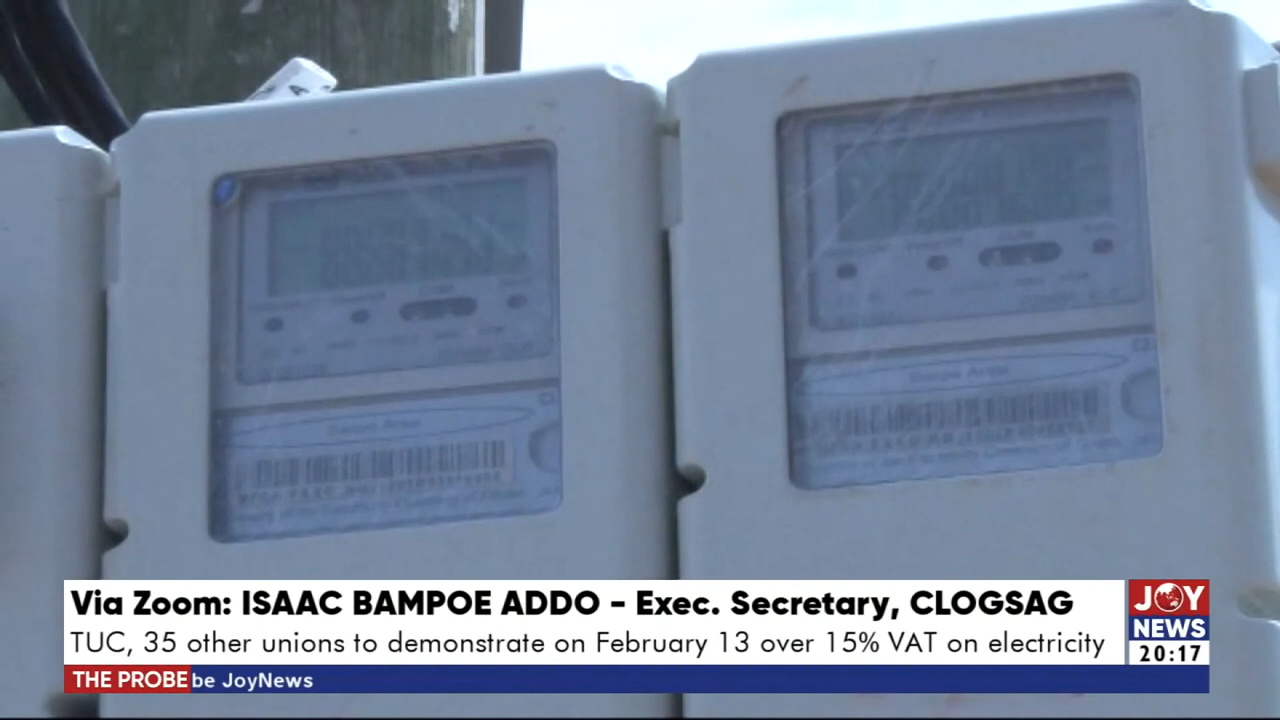 Via Zoom: ISAAC BAMPOE ADDO - Exec. Secretary, CLOGSAG
TUC, 35 other unions to demonstrate on February 13 over 15% VAT on electricity
JOY
NEWS
20:17
THE PROBE
be JoyNews